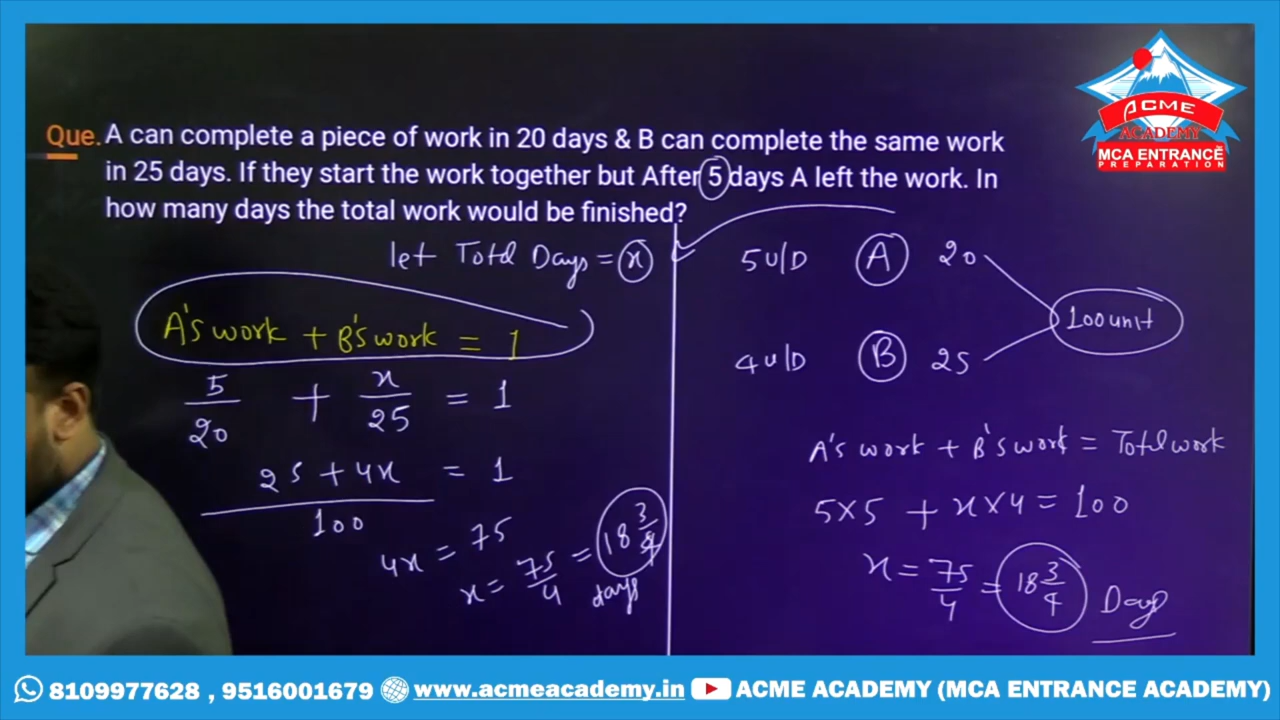 ACME
ACADEMY
MCA ENTRANCE
PREPARATION
Que. A can complete a piece of work in 20 days & B can complete the same work
in 25 days. If they start the work together but After 5 days A left the work. In
how many days the total work would be finished?
let Total Days = x
A's work + B's work = 1
5/20 + x/25 = 1
25 + 4x / 100 = 1
4x = 75
x = 75/4 = 18 3/4 days
5 U/D A 20
100 unit
4 U/D B 25
A's work + B's work = Total work
5×5 + x×4 = 100
x = 75/4 = 18 3/4 Days
8109977628 , 9516001679 www.acmeacademy.in ACME ACADEMY (MCA ENTRANCE ACADEMY)